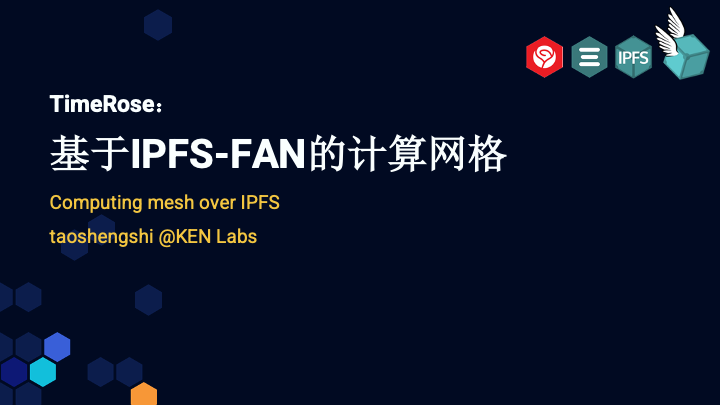 IPFS
TimeRose：
基于IPFS-FAN的计算网格
Computing mesh over IPFS
taoshengshi @KEN Labs